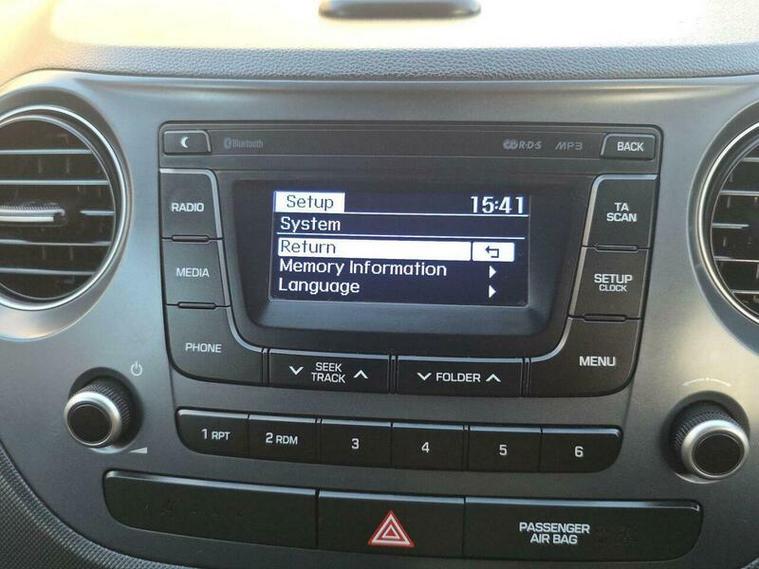 Bluetooth
R·D·S
MP3
BACK
RADIO
MEDIA
PHONE
Setup
15:41
System
Return
Memory Information
Language
TA
SCAN
SETUP
CLOCK
MENU
SEEK
TRACK
FOLDER
1 RPT
2 RDM
3
4
5
6
PASSENGER
AIR BAG